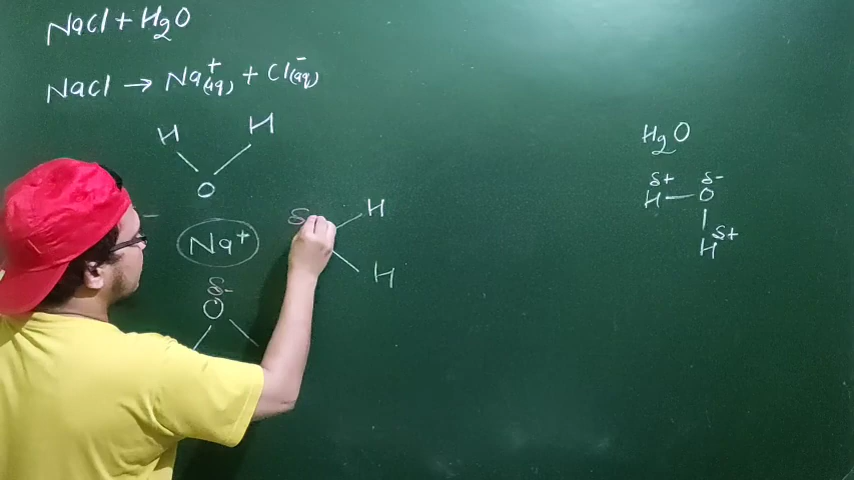 NaCl + H2O
NaCl → Na+(aq) + Cl-(aq)
H H
O
H2O
δ+ δ-
H — O
δ+
H
δ H
Na+
H
δ-
O